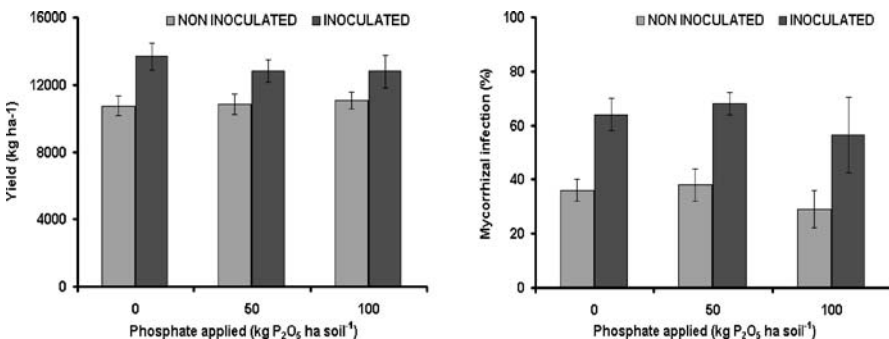 NON INOCULATED INOCULATED
Yield (kg ha-1)
16000
12000
8000
4000
0
0 50 100
Phosphate applied (kg P₂O₅ ha soil⁻¹)
NON INOCULATED INOCULATED
Mycorrhizal infection (%)
100
80
60
40
20
0
0 50 100
Phosphate applied (kg P₂O₅ ha soil⁻¹)